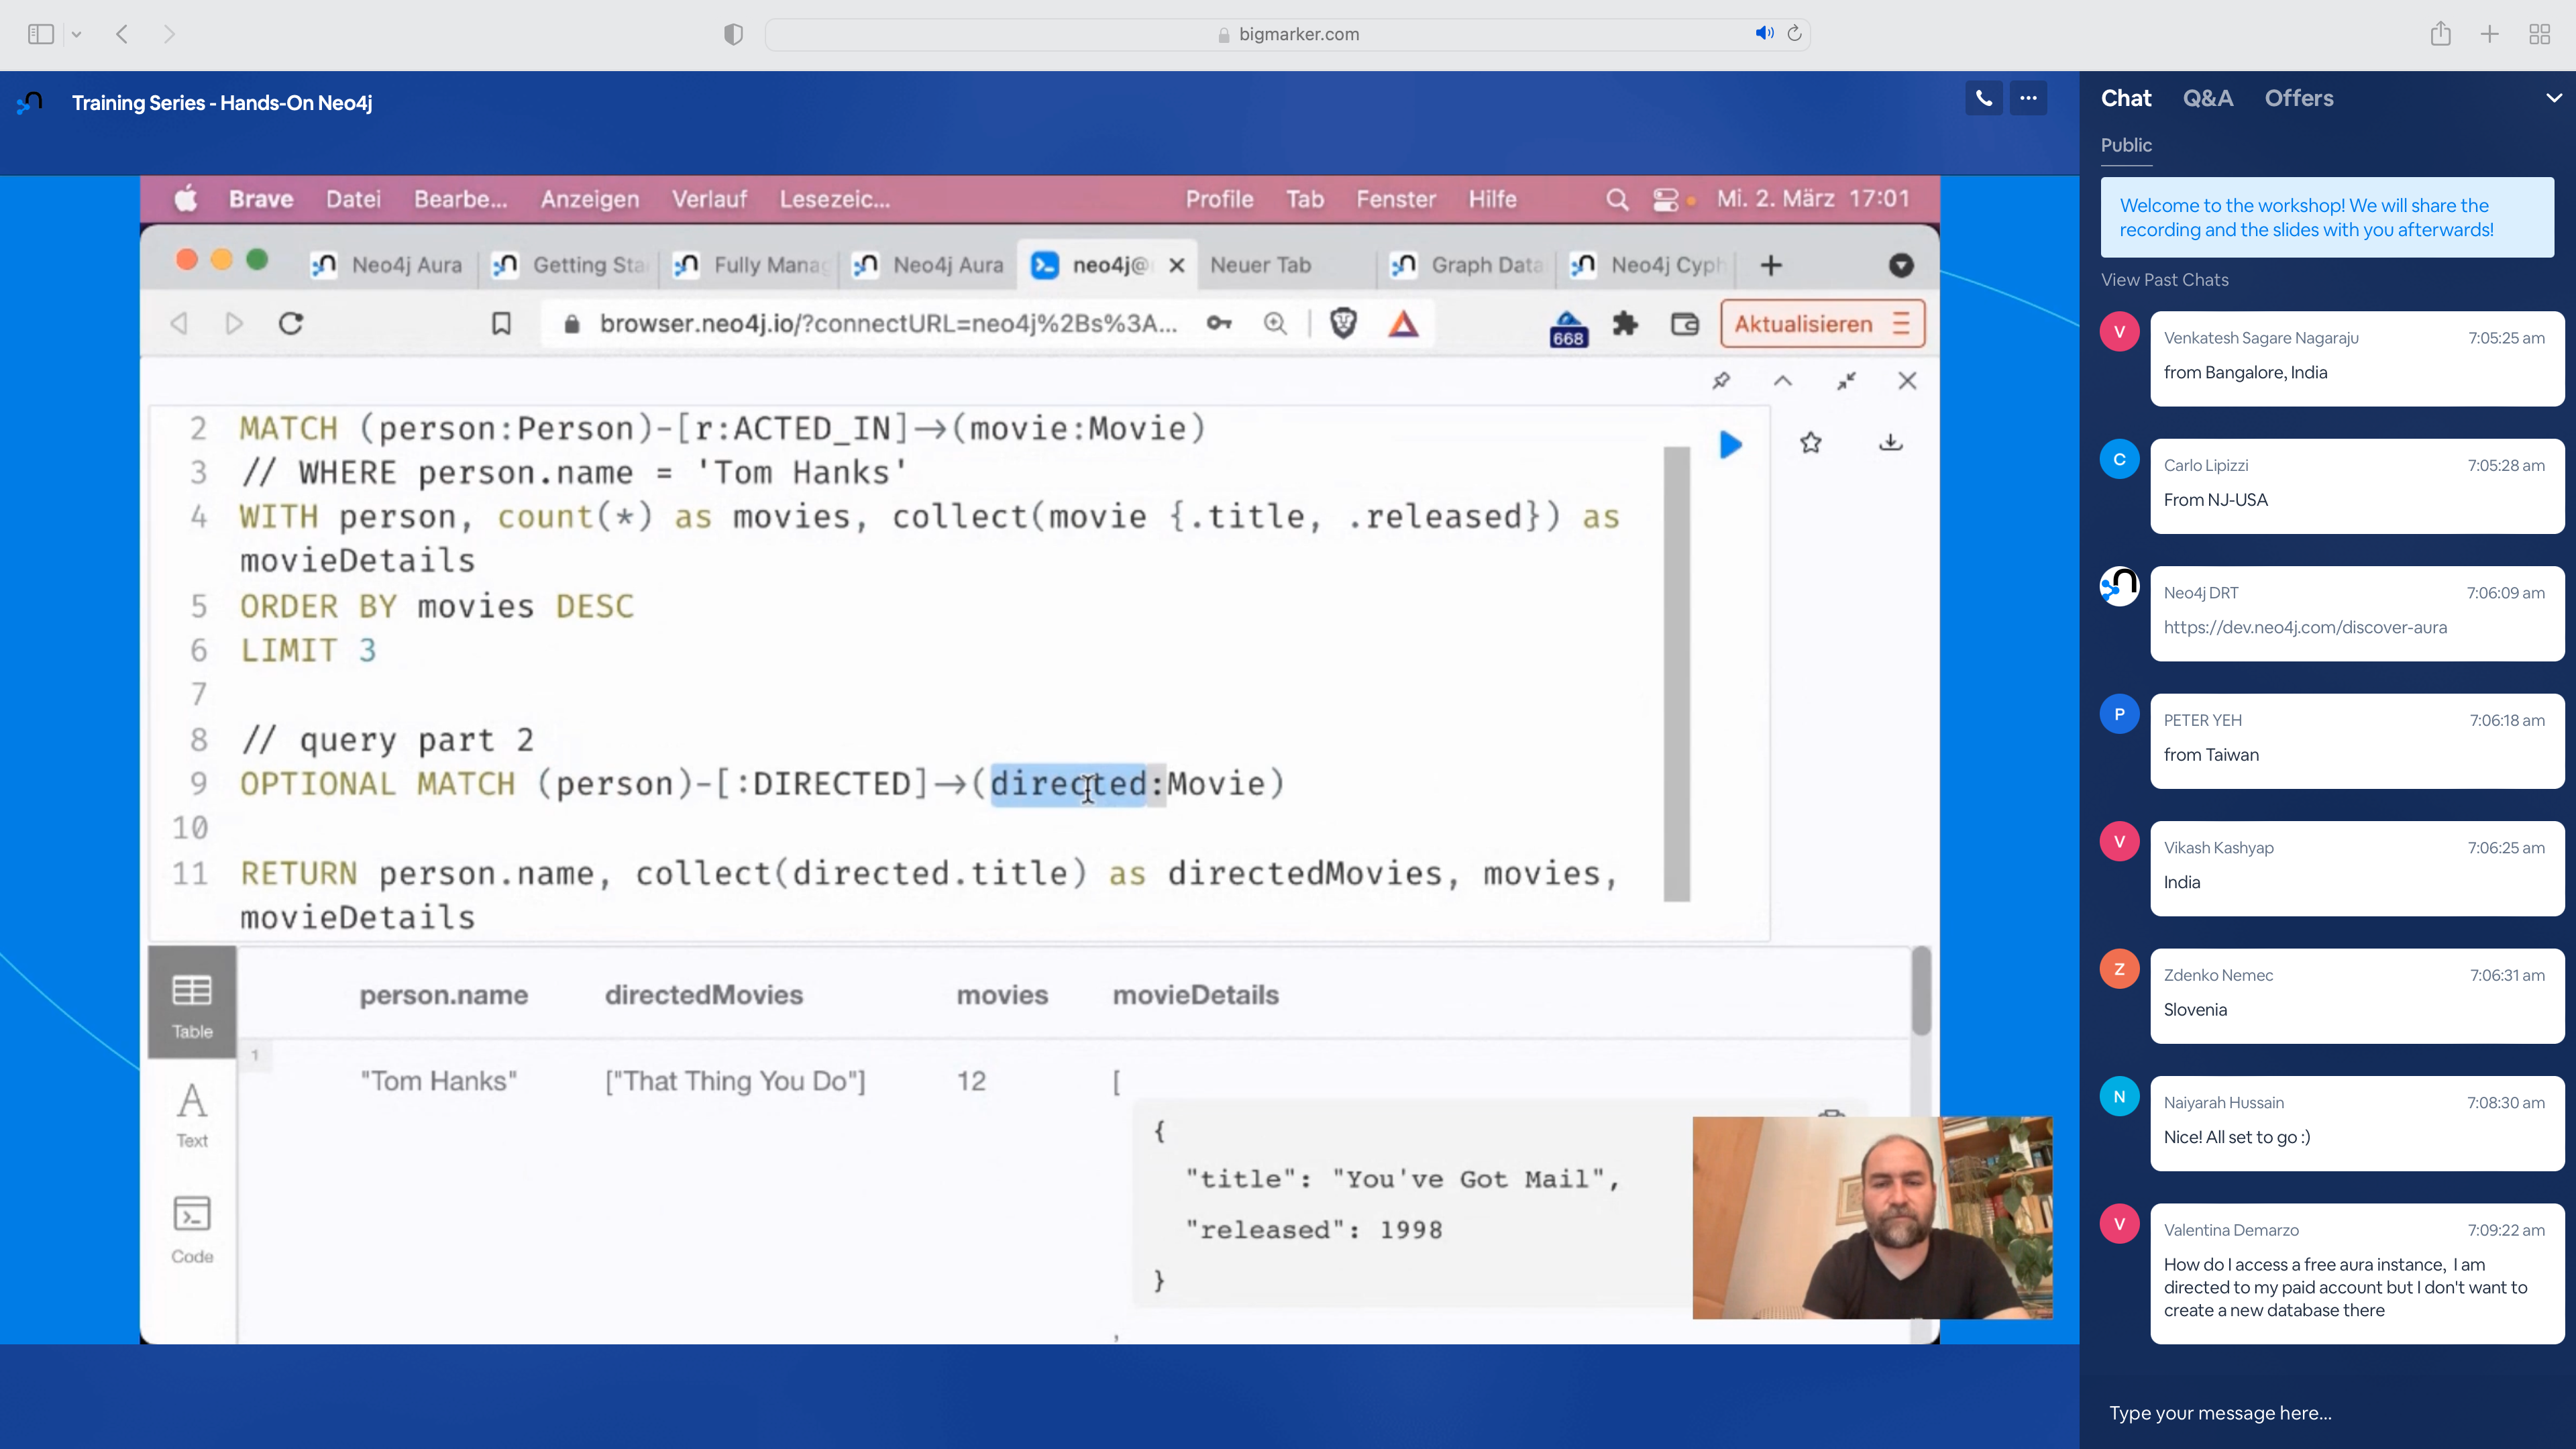 bigmarker.com
Training Series - Hands-On Neo4j
Brave Datei Bearbe... Anzeigen Verlauf Lesezeic... Profile Tab Fenster Hilfe Mi. 2. März 17:01
Neo4j Aura Getting Sta Fully Manag Neo4j Aura neo4j@ Neuer Tab Graph Data Neo4j Cyph
browser.neo4j.io/?connectURL=neo4j%2Bs%3A... 668 Aktualisieren
2 MATCH (person:Person)-[r:ACTED_IN]→(movie:Movie)
3 // WHERE person.name = 'Tom Hanks'
4 WITH person, count(*) as movies, collect(movie {.title, .released}) as
movieDetails
5 ORDER BY movies DESC
6 LIMIT 3
7
8 // query part 2
9 OPTIONAL MATCH (person)-[:DIRECTED]→(directed:Movie)
10
11 RETURN person.name, collect(directed.title) as directedMovies, movies,
movieDetails
Table
Text
Code
person.name directedMovies movies movieDetails
1
"Tom Hanks" ["That Thing You Do"] 12 [
{
"title": "You've Got Mail",
"released": 1998
}
,
Chat Q&A Offers
Public
Welcome to the workshop! We will share the
recording and the slides with you afterwards!
View Past Chats
V Venkatesh Sagare Nagaraju 7:05:25 am
from Bangalore, India
C Carlo Lipizzi 7:05:28 am
From NJ-USA
Neo4j DRT 7:06:09 am
https://dev.neo4j.com/discover-aura
P PETER YEH 7:06:18 am
from Taiwan
V Vikash Kashyap 7:06:25 am
India
Z Zdenko Nemec 7:06:31 am
Slovenia
N Naiyarah Hussain 7:08:30 am
Nice! All set to go :)
V Valentina Demarzo 7:09:22 am
How do I access a free aura instance, I am
directed to my paid account but I don't want to
create a new database there
Type your message here...